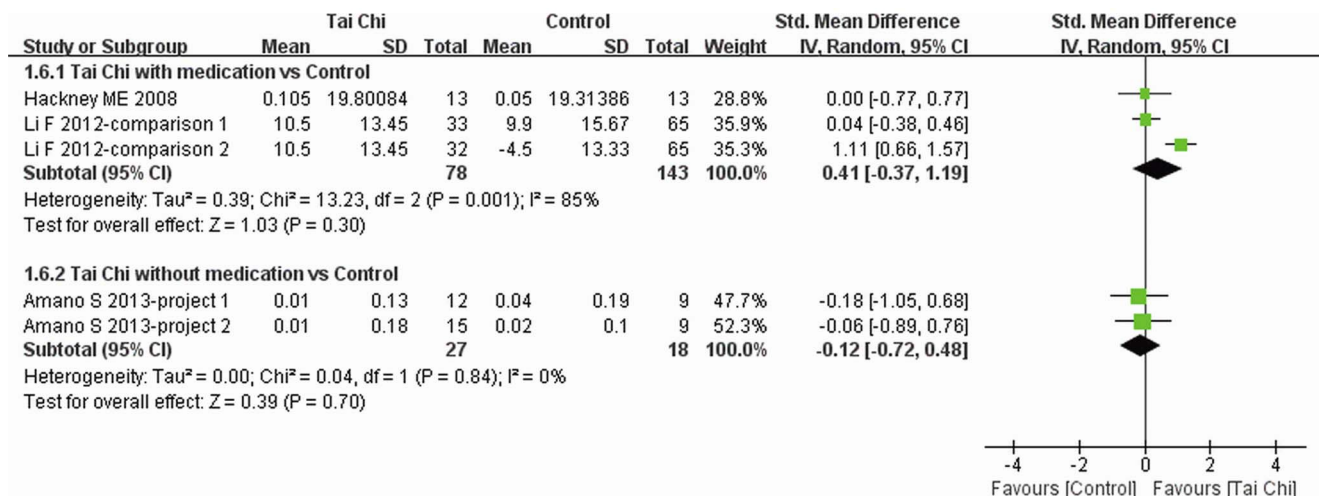 Tai Chi Control Std. Mean Difference Std. Mean Difference
Study or Subgroup Mean SD Total Mean SD Total Weight IV, Random, 95% CI IV, Random, 95% CI
1.6.1 Tai Chi with medication vs Control
Hackney ME 2008 0.105 19.80084 13 0.05 19.31386 13 28.8% 0.00 [-0.77, 0.77]
Li F 2012-comparison 1 10.5 13.45 33 9.9 15.67 65 35.9% 0.04 [-0.38, 0.46]
Li F 2012-comparison 2 10.5 13.45 32 -4.5 13.33 65 35.3% 1.11 [0.66, 1.57]
Subtotal (95% CI) 78 143 100.0% 0.41 [-0.37, 1.19]
Heterogeneity: Tau² = 0.39; Chi² = 13.23, df = 2 (P = 0.001); I² = 85%
Test for overall effect: Z = 1.03 (P = 0.30)
1.6.2 Tai Chi without medication vs Control
Amano S 2013-project 1 0.01 0.13 12 0.04 0.19 9 47.7% -0.18 [-1.05, 0.68]
Amano S 2013-project 2 0.01 0.18 15 0.02 0.1 9 52.3% -0.06 [-0.89, 0.76]
Subtotal (95% CI) 27 18 100.0% -0.12 [-0.72, 0.48]
Heterogeneity: Tau² = 0.00; Chi² = 0.04, df = 1 (P = 0.84); I² = 0%
Test for overall effect: Z = 0.39 (P = 0.70)
-4 -2 0 2 4
Favours [Control] Favours [Tai Chi]